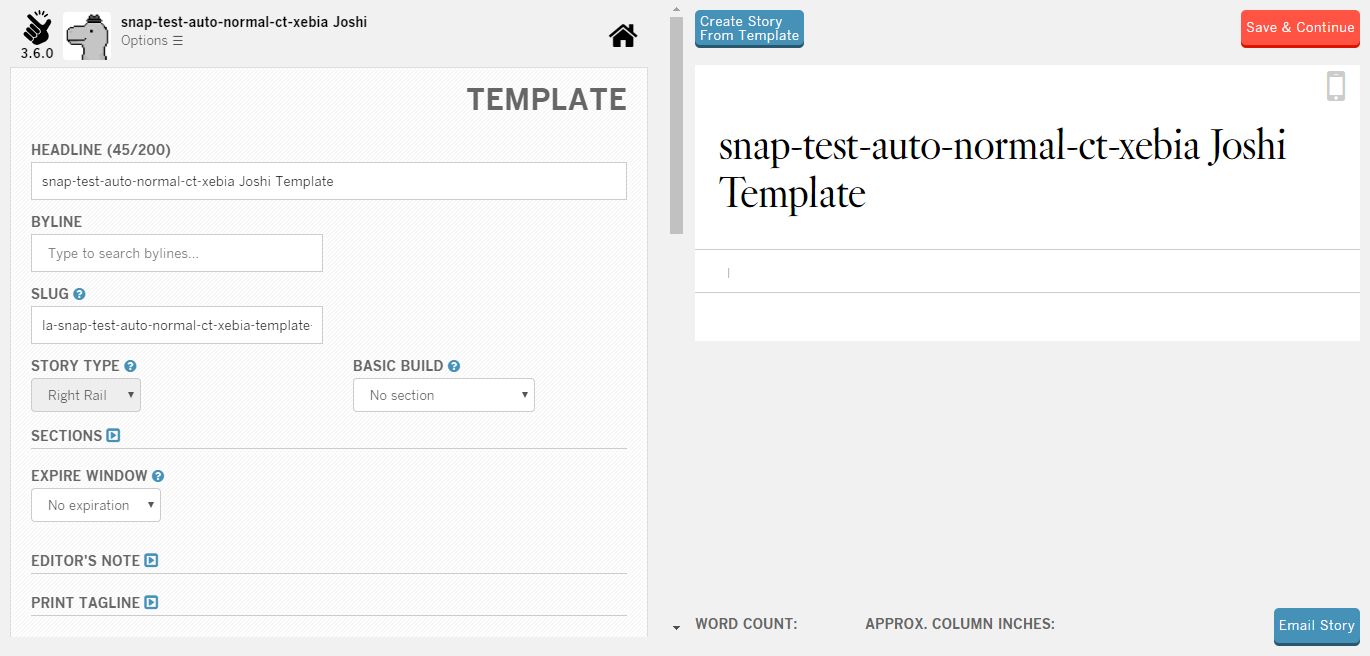 snap-test-auto-normal-ct-xebia Joshi
Options ☰
3.6.0
TEMPLATE
HEADLINE (45/200)
snap-test-auto-normal-ct-xebia Joshi Template
BYLINE
Type to search bylines...
SLUG ?
la-snap-test-auto-normal-ct-xebia-template-
STORY TYPE ?
BASIC BUILD ?
Right Rail
No section
SECTIONS
EXPIRE WINDOW ?
No expiration
EDITOR'S NOTE
PRINT TAGLINE
Create Story
From Template
Save & Continue
snap-test-auto-normal-ct-xebia Joshi
Template
WORD COUNT:
APPROX. COLUMN INCHES:
Email Story